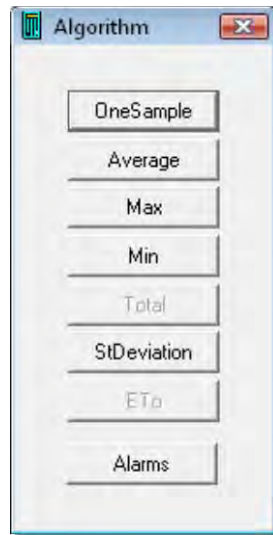 Algorithm
OneSample
Average
Max
Min
Total
StDeviation
ETo
Alarms